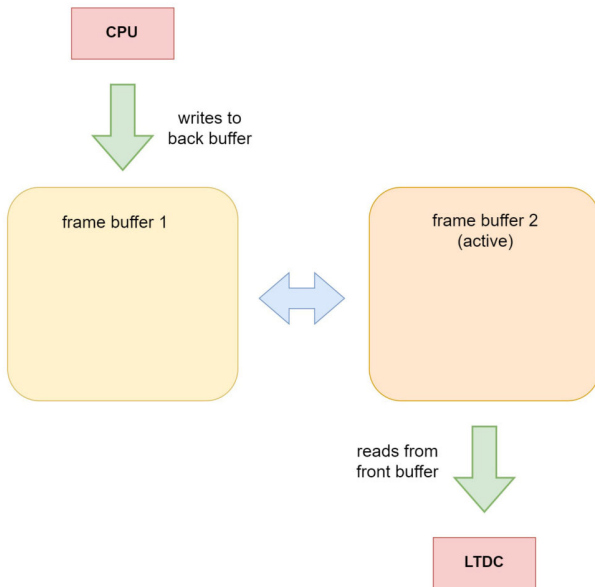 CPU
writes to
back buffer
frame buffer 1
frame buffer 2
(active)
reads from
front buffer
LTDC